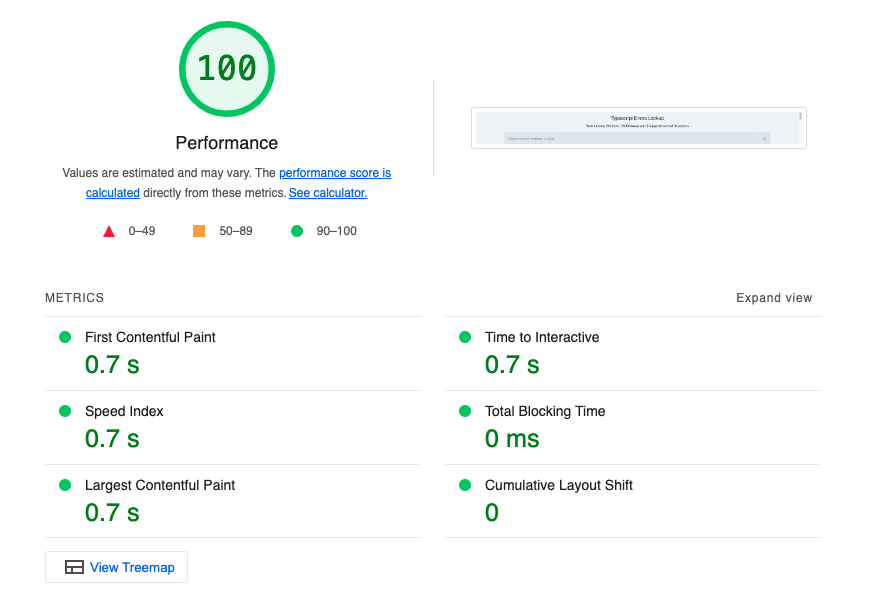 100
Performance
Values are estimated and may vary. The performance score is
calculated directly from these metrics. See calculator.
0–49
50–89
90–100
Typescript Errors Lookup
METRICS
Expand view
First Contentful Paint
0.7 s
Time to Interactive
0.7 s
Speed Index
0.7 s
Total Blocking Time
0 ms
Largest Contentful Paint
0.7 s
Cumulative Layout Shift
0
View Treemap